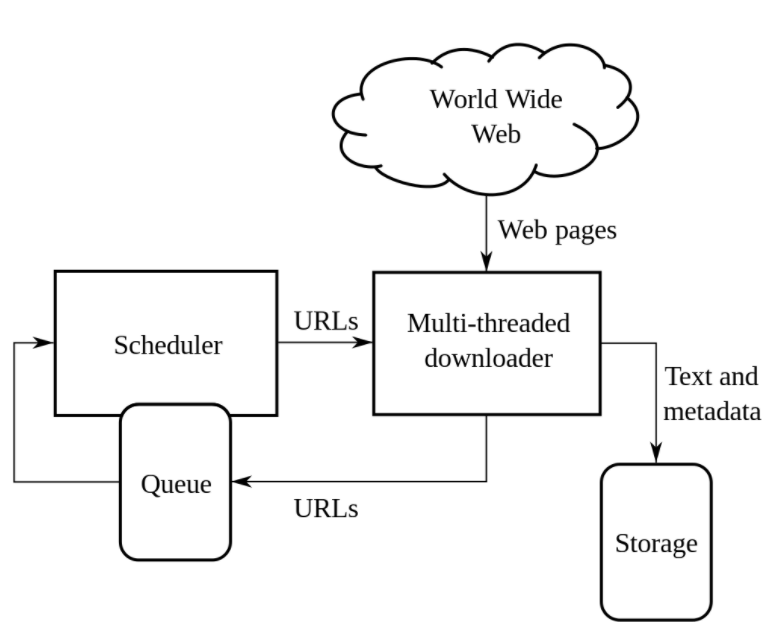 World Wide
Web
Web pages
URLs
Scheduler
Multi-threaded
downloader
Text and
metadata
Queue
URLs
Storage